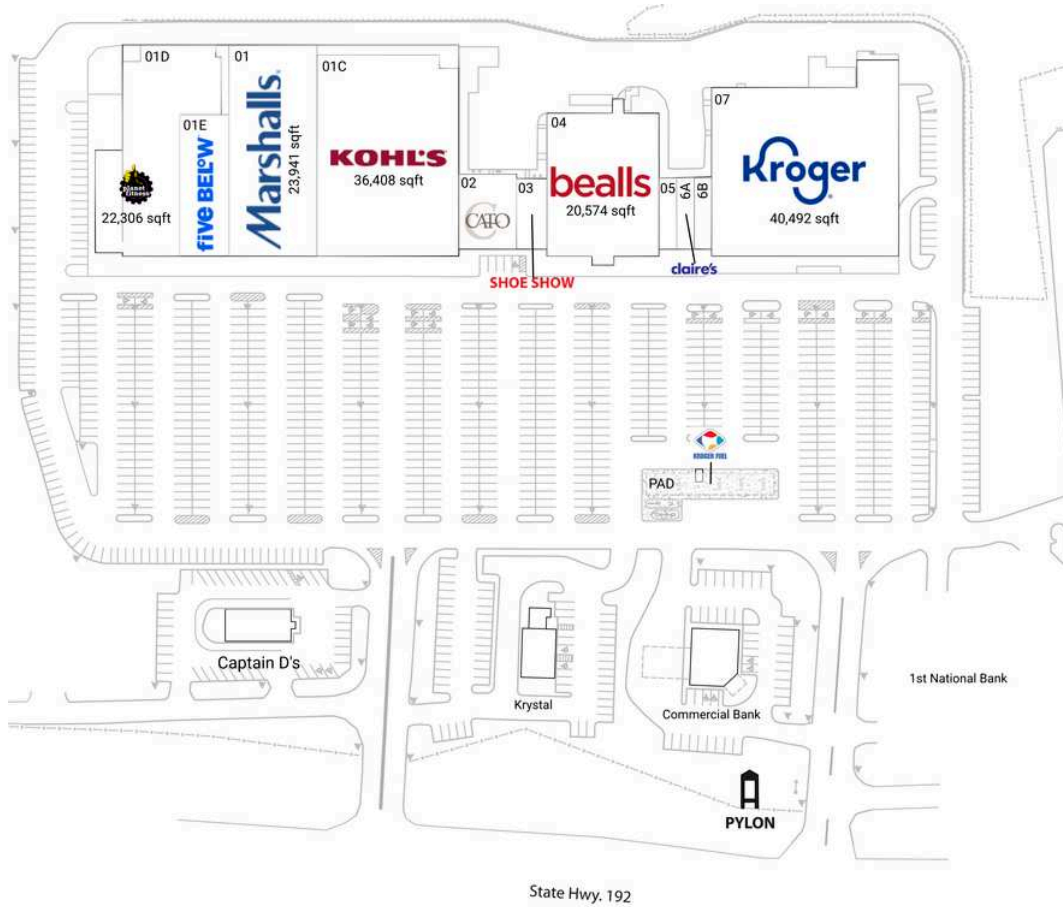 01D
01
01C
07
01E
04
Marshalls
23,941 sqft
KOHL'S
36,408 sqft
02
03
bealls
20,574 sqft
05
6A
6B
Kroger
40,492 sqft
planet
fitness
22,306 sqft
five BELOW
CATO
SHOE SHOW
claire's
KROGER FUEL
PAD
Captain D's
Krystal
Commercial Bank
1st National Bank
PYLON
State Hwy. 192